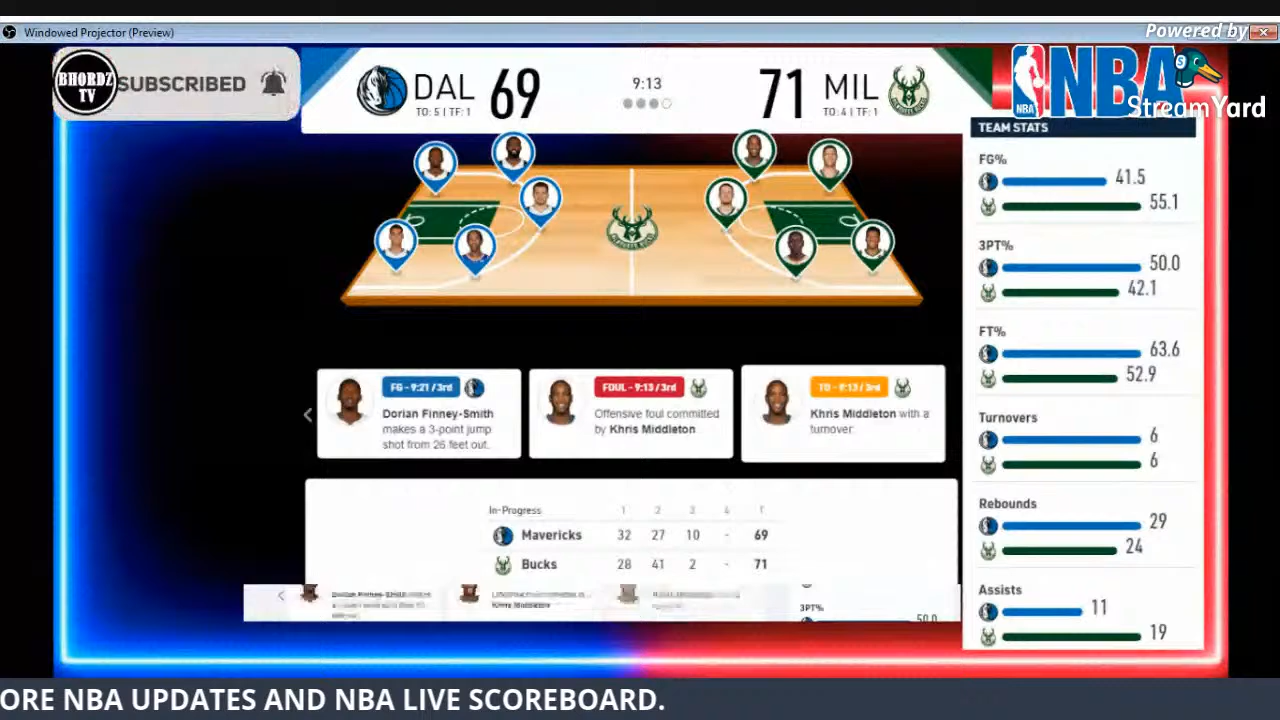 Windowed Projector (Preview)
Powered by
StreamYard
BHORDZ
TV
SUBSCRIBED
DAL 69
TO: 5 | TF: 1
9:13
71 MIL
TO: 4 | TF: 1
NBA
NBA
TEAM STATS
FG%
41.5
55.1
3PT%
50.0
42.1
FT%
63.6
52.9
Turnovers
6
6
Rebounds
29
24
Assists
11
19
FG - 9:21 / 3rd
Dorian Finney-Smith
makes a 3-point jump
shot from 26 feet out.
FOUL - 9:13 / 3rd
Offensive foul committed
by Khris Middleton
TO - 9:13 / 3rd
Khris Middleton with a
turnover
In-Progress 1 2 3 4 T
Mavericks 32 27 10 - 69
Bucks 28 41 2 - 71
Khris Middleton
3PT%
50.0
ORE NBA UPDATES AND NBA LIVE SCOREBOARD.